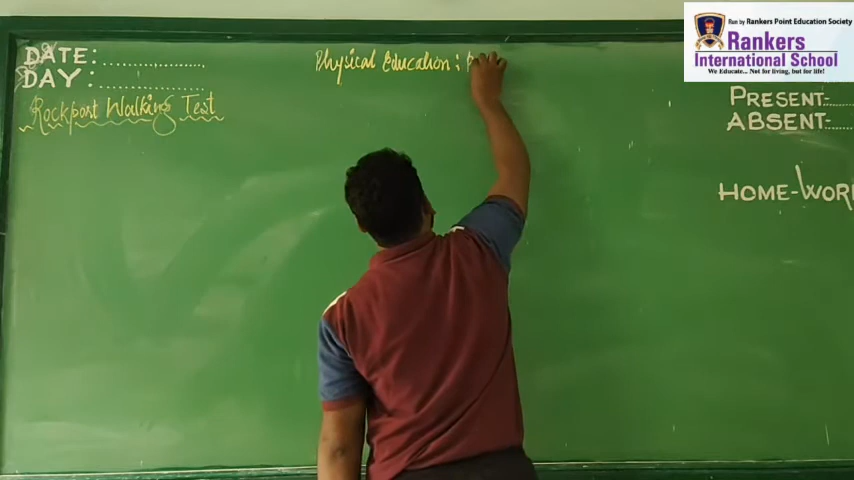 Run by Rankers Point Education Society
Rankers
International School
"We Educate... Not for living, but for life!"
DATE:....................
DAY :....................
Physical Education :
Rockport Walking Test
PRESENT:.....
ABSENT:.....
HOME-WOR